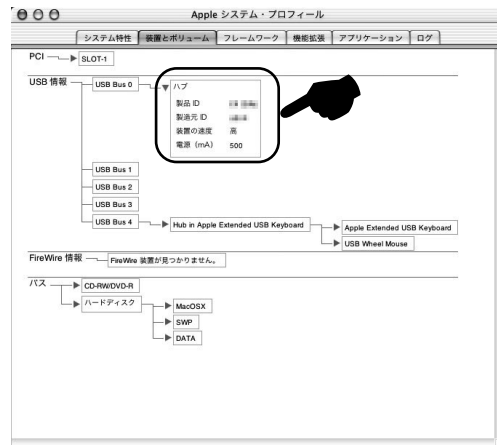 Apple システム・プロフィール
システム特性 装置とボリューム フレームワーク 機能拡張 アプリケーション ログ
PCI SLOT-1
USB 情報 USB Bus 0 ハブ
製品 ID
製造元 ID
装置の速度 高
電源（mA） 500
USB Bus 1
USB Bus 2
USB Bus 3
USB Bus 4 Hub in Apple Extended USB Keyboard Apple Extended USB Keyboard
USB Wheel Mouse
FireWire 情報 FireWire 装置が見つかりません。
パス CD-RW/DVD-R
ハードディスク MacOSX
SWP
DATA